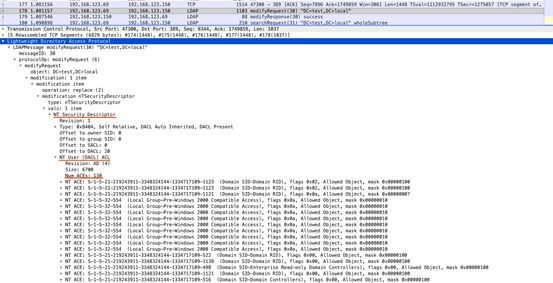 177 1.081156 192.168.123.69 192.168.123.150 TCP 1514 47300 → 389 [ACK] Seq=7896 Ack=1749859 Win=3061 Len=1448 TSval=1112932795 TSecr=1275057 [TCP segment of
178 1.081157 192.168.123.69 192.168.123.150 LDAP 1103 modifyRequest(30) "DC=test,DC=local"
179 1.087546 192.168.123.150 192.168.123.69 LDAP 88 modifyResponse(30) success
180 1.090898 192.168.123.69 192.168.123.150 LDAP 210 searchRequest(31) "DC=test,DC=local" wholeSubtree
Transmission Control Protocol, Src Port: 47300, Dst Port: 389, Seq: 9344, Ack: 1749859, Len: 1037
[5 Reassembled TCP Segments (6829 bytes): #174(1448), #175(1448), #176(1448), #177(1448), #178(1037)]
Lightweight Directory Access Protocol
LDAPMessage modifyRequest(30) "DC=test,DC=local"
messageID: 30
protocolOp: modifyRequest (6)
modifyRequest
object: DC=test,DC=local
modification: 1 item
modification item
operation: replace (2)
modification nTSecurityDescriptor
type: nTSecurityDescriptor
vals: 1 item
NT Security Descriptor
Revision: 1
Type: 0x8404, Self Relative, DACL Auto Inherited, DACL Present
Offset to owner SID: 0
Offset to group SID: 0
Offset to SACL: 0
Offset to DACL: 20
NT User (DACL) ACL
Revision: AD (4)
Size: 6700
Num ACEs: 130
NT ACE: S-1-5-21-219243911-3348324144-1334717109-1123 (Domain SID-Domain RID), flags 0x02, Allowed Object, mask 0x00000100
NT ACE: S-1-5-21-219243911-3348324144-1334717109-1123 (Domain SID-Domain RID), flags 0x02, Allowed Object, mask 0x00000100
NT ACE: S-1-5-21-219243911-3348324144-1334717109-1121 (Domain SID-Domain RID), flags 0x0a, Allowed Object, mask 0x00000007
NT ACE: S-1-5-32-554 (Local Group-Pre-Windows 2000 Compatible Access), flags 0x0a, Allowed Object, mask 0x00000010
NT ACE: S-1-5-32-554 (Local Group-Pre-Windows 2000 Compatible Access), flags 0x0a, Allowed Object, mask 0x00000010
NT ACE: S-1-5-32-554 (Local Group-Pre-Windows 2000 Compatible Access), flags 0x0a, Allowed Object, mask 0x00000010
NT ACE: S-1-5-32-554 (Local Group-Pre-Windows 2000 Compatible Access), flags 0x0a, Allowed Object, mask 0x00000010
NT ACE: S-1-5-32-554 (Local Group-Pre-Windows 2000 Compatible Access), flags 0x0a, Allowed Object, mask 0x00000010
NT ACE: S-1-5-32-554 (Local Group-Pre-Windows 2000 Compatible Access), flags 0x0a, Allowed Object, mask 0x00000010
NT ACE: S-1-5-32-554 (Local Group-Pre-Windows 2000 Compatible Access), flags 0x0a, Allowed Object, mask 0x00000010
NT ACE: S-1-5-32-554 (Local Group-Pre-Windows 2000 Compatible Access), flags 0x0a, Allowed Object, mask 0x00000010
NT ACE: S-1-5-32-554 (Local Group-Pre-Windows 2000 Compatible Access), flags 0x0a, Allowed Object, mask 0x00000010
NT ACE: S-1-5-21-219243911-3348324144-1334717109-522 (Domain SID-Domain RID), flags 0x00, Allowed Object, mask 0x00000100
NT ACE: S-1-5-21-219243911-3348324144-1334717109-1138 (Domain SID-Domain RID), flags 0x00, Allowed Object, mask 0x00000100
NT ACE: S-1-5-21-219243911-3348324144-1334717109-498 (Domain SID-Enterprise Read-only Domain Controllers), flags 0x00, Allowed Object, mask 0x00000100
NT ACE: S-1-5-21-219243911-3348324144-1334717109-1121 (Domain SID-Domain RID), flags 0x00, Allowed Object, mask 0x00000100
NT ACE: S-1-5-21-219243911-3348324144-1334717109-516 (Domain SID-Domain Controllers), flags 0x00, Allowed Object, mask 0x00000100